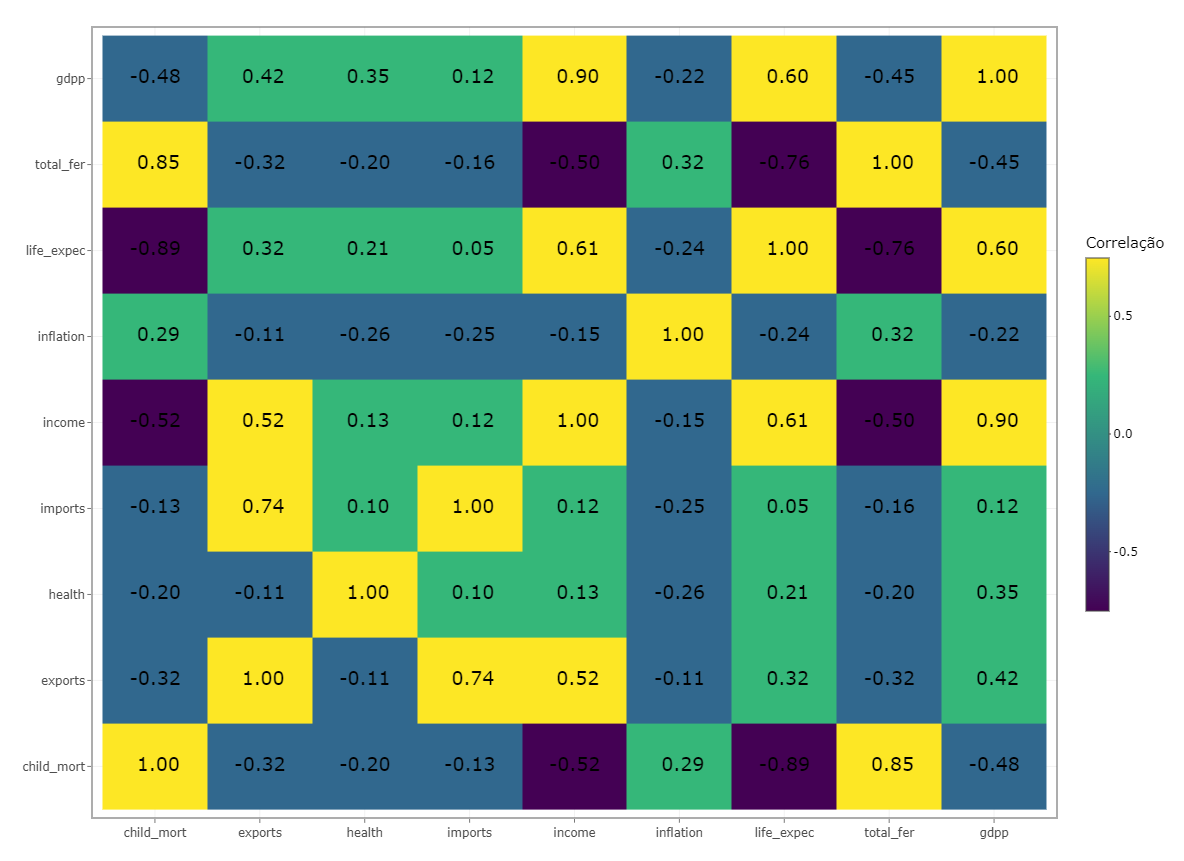 gdpp -0.48 0.42 0.35 0.12 0.90 -0.22 0.60 -0.45 1.00
total_fer 0.85 -0.32 -0.20 -0.16 -0.50 0.32 -0.76 1.00 -0.45
life_expec -0.89 0.32 0.21 0.05 0.61 -0.24 1.00 -0.76 0.60
inflation 0.29 -0.11 -0.26 -0.25 -0.15 1.00 -0.24 0.32 -0.22
income -0.52 0.52 0.13 0.12 1.00 -0.15 0.61 -0.50 0.90
imports -0.13 0.74 0.10 1.00 0.12 -0.25 0.05 -0.16 0.12
health -0.20 -0.11 1.00 0.10 0.13 -0.26 0.21 -0.20 0.35
exports -0.32 1.00 -0.11 0.74 0.52 -0.11 0.32 -0.32 0.42
child_mort 1.00 -0.32 -0.20 -0.13 -0.52 0.29 -0.89 0.85 -0.48
child_mort exports health imports income inflation life_expec total_fer gdpp
Correlação
0.5
0.0
-0.5